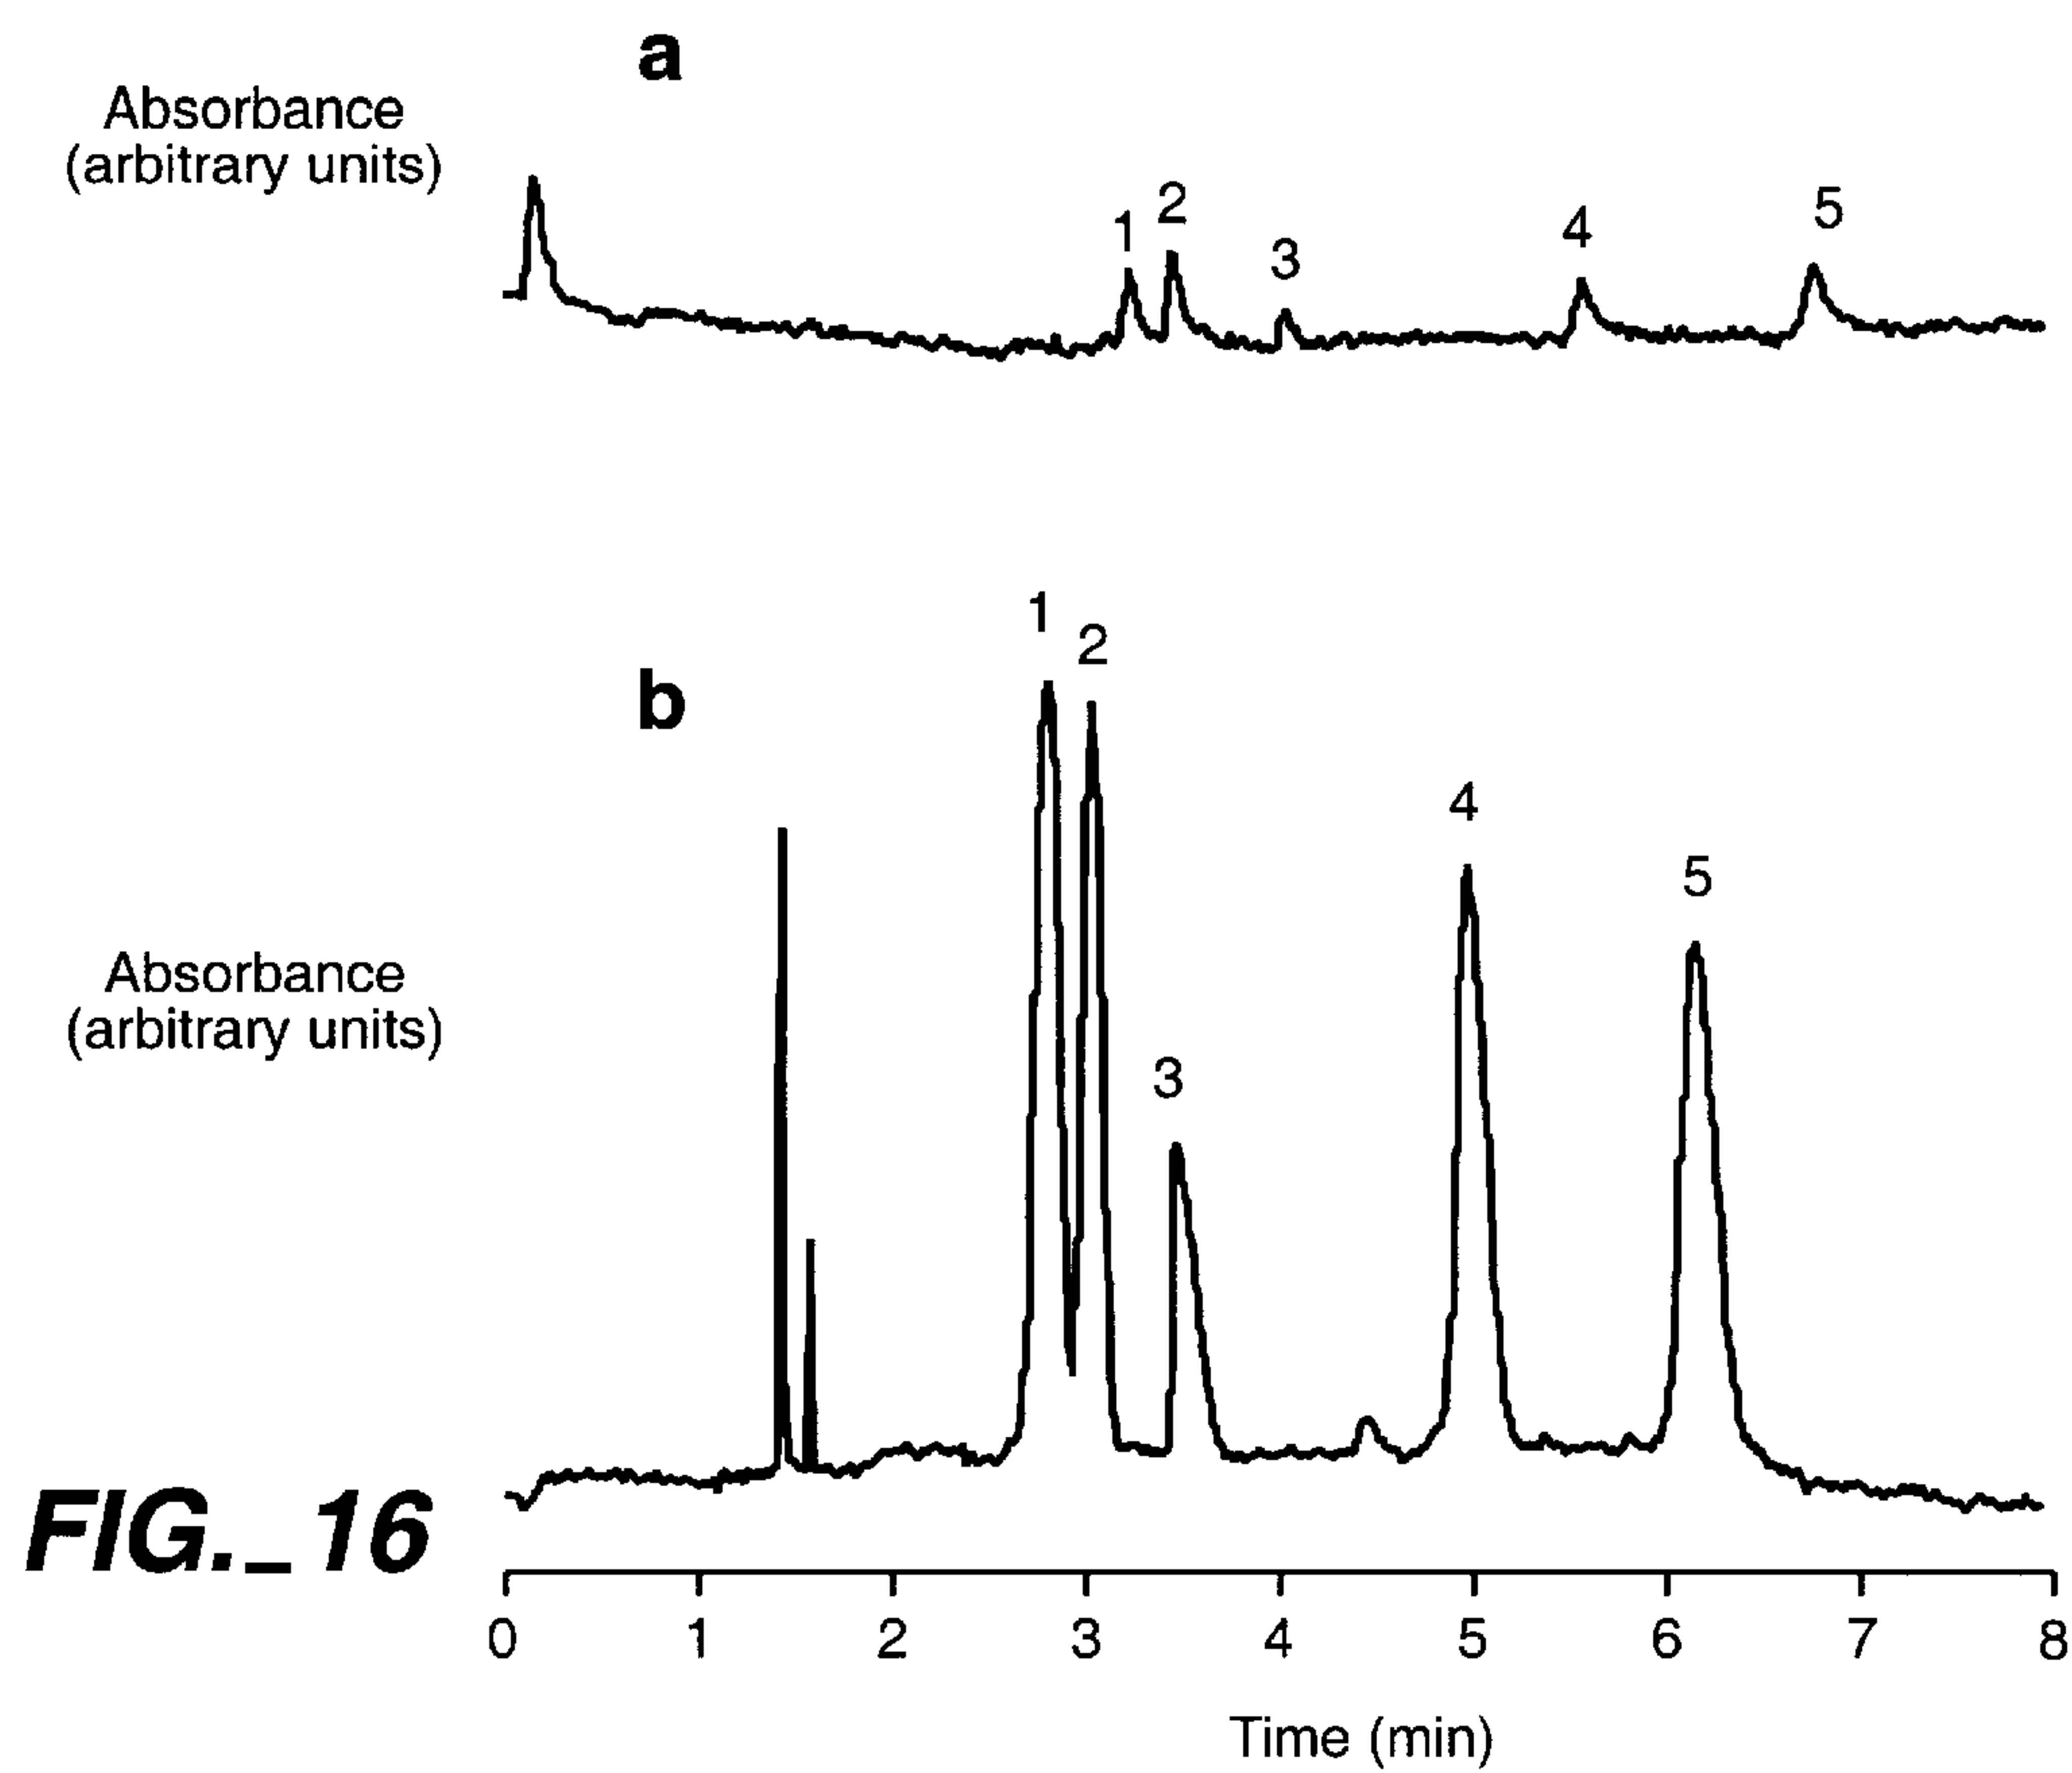 a
Absorbance
(arbitrary units)
1
2
3
4
5
b
1
2
3
4
5
Absorbance
(arbitrary units)
FIG._16
0 1 2 3 4 5 6 7 8
Time (min)